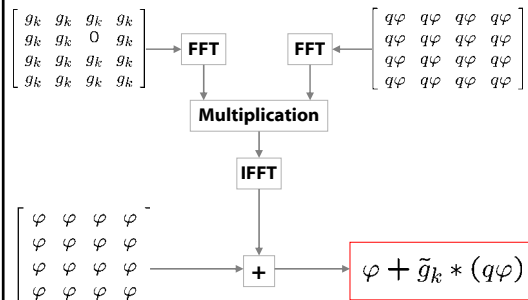 g_k g_k g_k g_k
g_k g_k 0 g_k
g_k g_k g_k g_k
g_k g_k g_k g_k
qφ qφ qφ qφ
qφ qφ qφ qφ
qφ qφ qφ qφ
qφ qφ qφ qφ
FFT
FFT
Multiplication
IFFT
φ φ φ φ
φ φ φ φ
φ φ φ φ
φ φ φ φ
+
φ + g̃_k * (qφ)